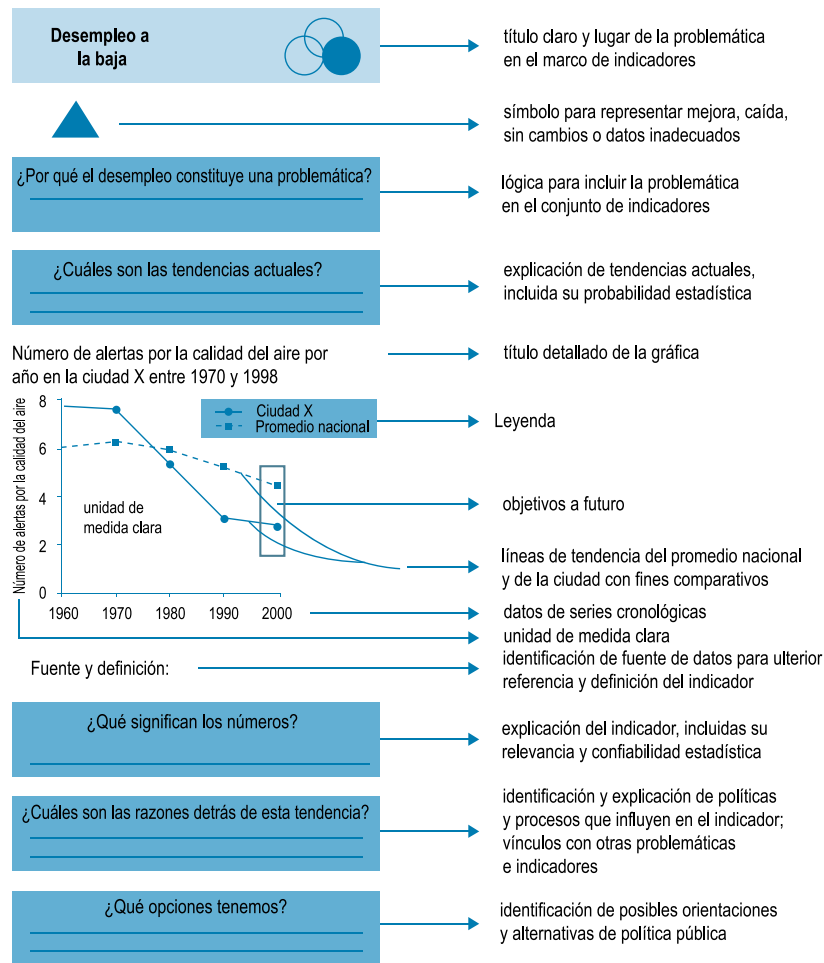 Desempleo a
la baja
título claro y lugar de la problemática
en el marco de indicadores
símbolo para representar mejora, caída,
sin cambios o datos inadecuados
¿Por qué el desempleo constituye una problemática?
lógica para incluir la problemática
en el conjunto de indicadores
¿Cuáles son las tendencias actuales?
explicación de tendencias actuales,
incluida su probabilidad estadística
Número de alertas por la calidad del aire por
año en la ciudad X entre 1970 y 1998
título detallado de la gráfica
Número de alertas por la calidad del aire
8
6
4
2
0
Ciudad X
Promedio nacional
Leyenda
unidad de
medida clara
objetivos a futuro
líneas de tendencia del promedio nacional
y de la ciudad con fines comparativos
1960 1970 1980 1990 2000
datos de series cronológicas
unidad de medida clara
Fuente y definición:
identificación de fuente de datos para ulterior
referencia y definición del indicador
¿Qué significan los números?
explicación del indicador, incluidas su
relevancia y confiabilidad estadística
¿Cuáles son las razones detrás de esta tendencia?
identificación y explicación de políticas
y procesos que influyen en el indicador;
vínculos con otras problemáticas
e indicadores
¿Qué opciones tenemos?
identificación de posibles orientaciones
y alternativas de política pública